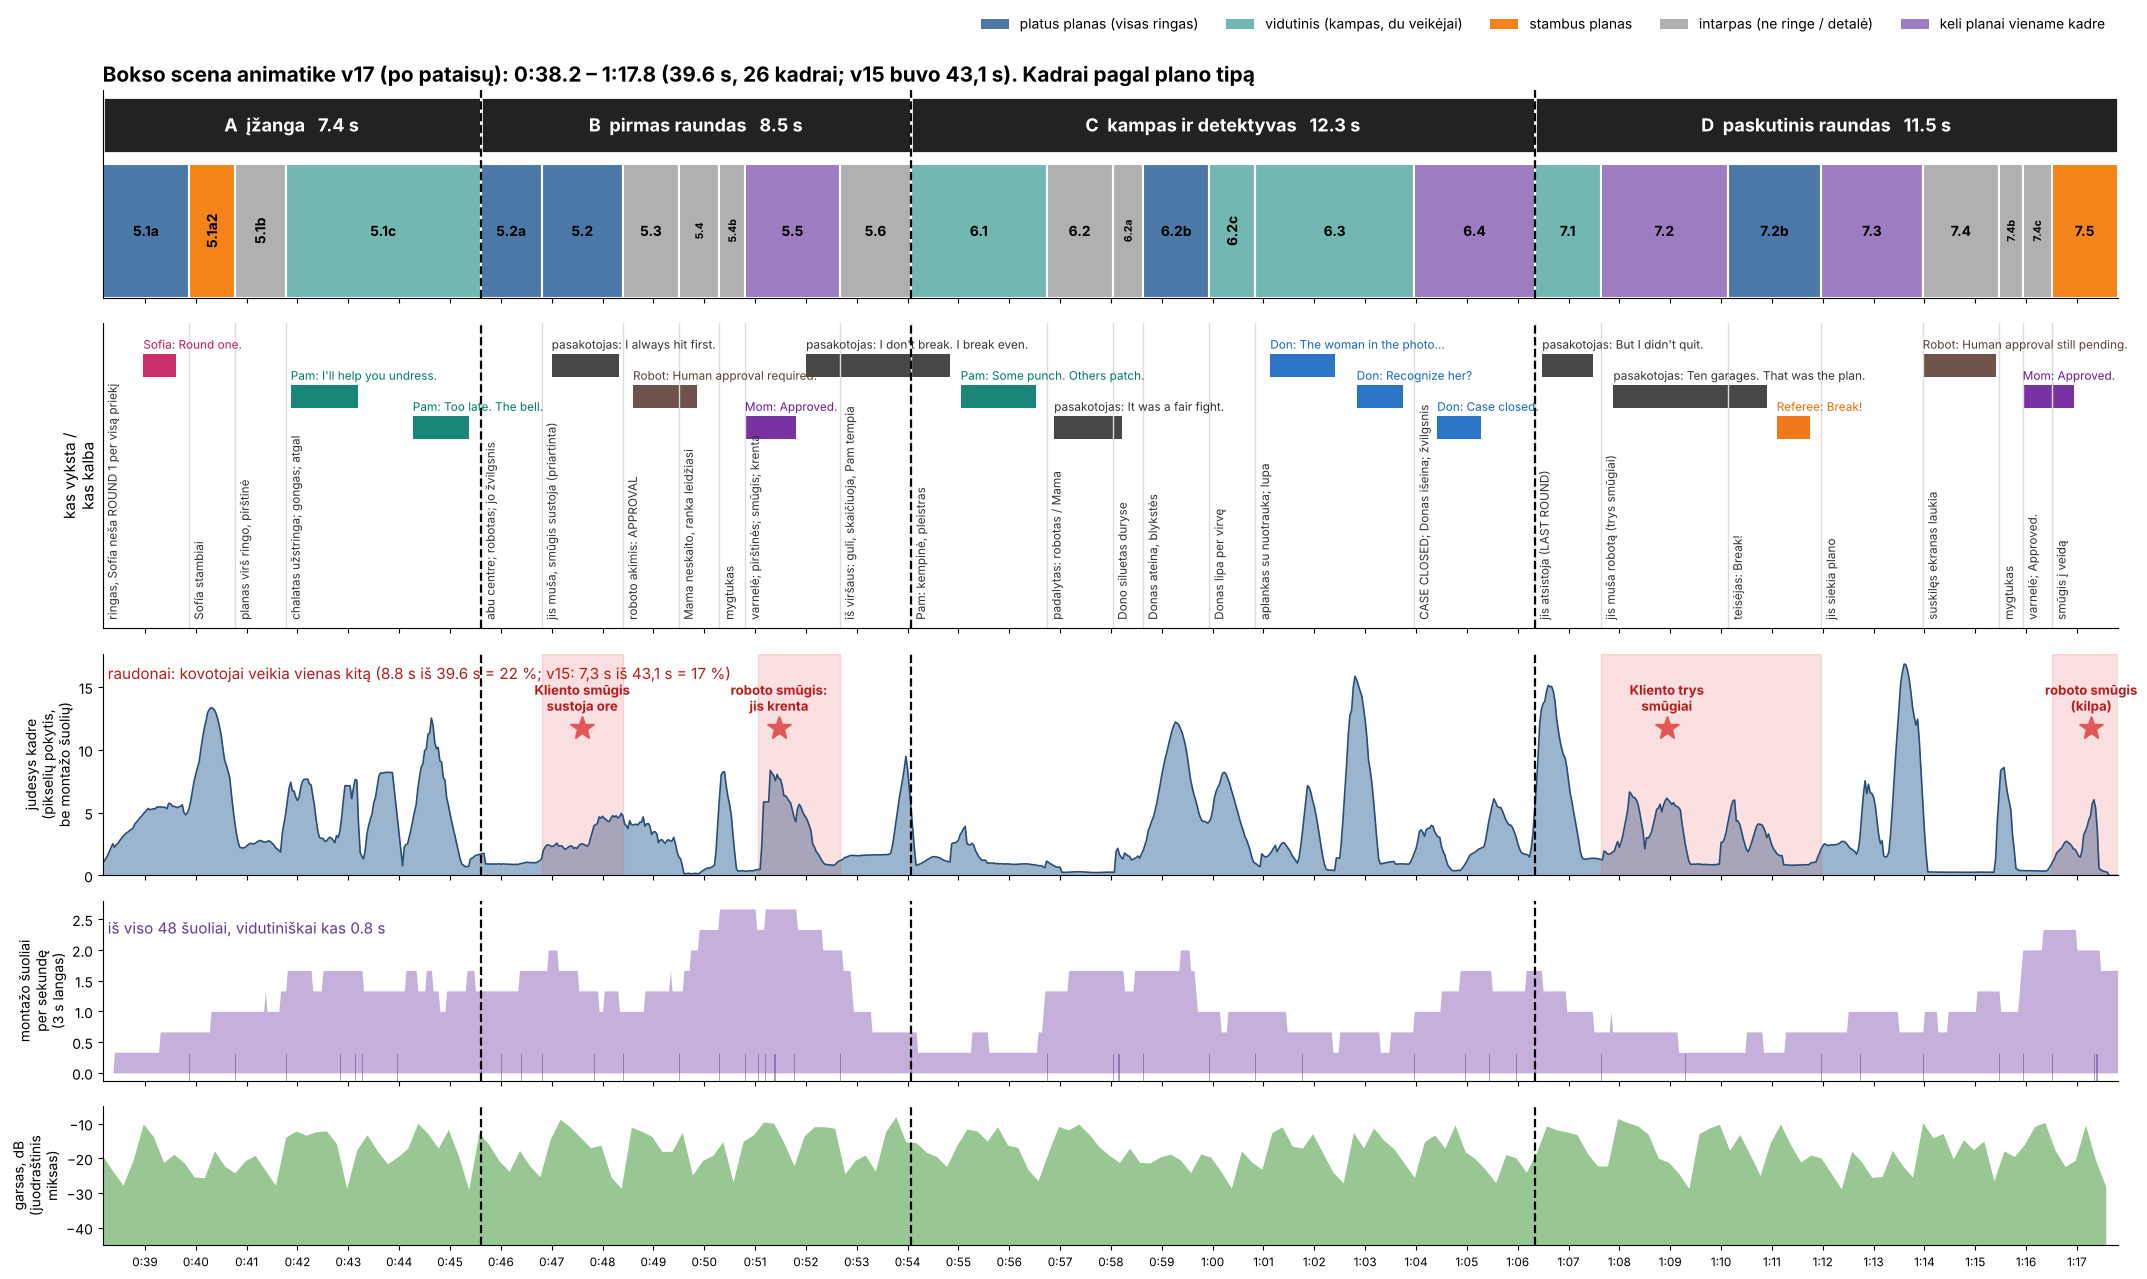 platus planas (visas ringas)
vidutinis (kampas, du veikėjai)
stambus planas
intarpas (ne ringe / detalė)
keli planai viename kadre
Bokso scena animatike v17 (po pataisų): 0:38.2 – 1:17.8 (39.6 s, 26 kadrai; v15 buvo 43,1 s). Kadrai pagal plano tipą
A įžanga 7.4 s
B pirmas raundas 8.5 s
C kampas ir detektyvas 12.3 s
D paskutinis raundas 11.5 s
5.1a
5.1a2
5.1b
5.1c
5.2a
5.2
5.3
5.4
5.4b
5.5
5.6
6.1
6.2
6.2a
6.2b
6.2c
6.3
6.4
7.1
7.2
7.2b
7.3
7.4
7.4b
7.4c
7.5
kas vyksta /
kas kalba
Sofia: Round one.
Pam: I'll help you undress.
Pam: Too late. The bell.
pasakotojas: I always hit first.
Robot: Human approval required.
Mom: Approved.
pasakotojas: I don't break. I break even.
Pam: Some punch. Others patch.
pasakotojas: It was a fair fight.
Don: The woman in the photo...
Don: Recognize her?
Don: Case closed.
pasakotojas: But I didn't quit.
pasakotojas: Ten garages. That was the plan.
Referee: Break!
Robot: Human approval still pending.
Mom: Approved.
ringas, Sofia neša ROUND 1 per visą priekį
Sofia stambiai
planas virš ringo, pirštinė
chalatas užstringa; gongas; atgal
abu centre; robotas; jo žvilgsnis
jis muša, smūgis sustoja (priartinta)
roboto akimis: APPROVAL
Mama neskaito, ranka leidžiasi
mygtukas
varnelė; pirštinės; smūgis; krenta
iš viršaus: guli, skaičiuoja, Pam tempia
Pam: kempinė, pleistras
padalytas: robotas / Mama
Dono siluetas duryse
Donas ateina, blykstės
Donas lipa per virvę
aplankas su nuotrauka; lupa
CASE CLOSED; Donas išeina; žvilgsnis
jis atsistoja (LAST ROUND)
jis muša robotą (trys smūgiai)
teisėjas: Break!
jis siekia pilano
suskilęs ekranas laukia
mygtukas
varnelė; Approved.
smūgis į veidą
judesys kadre
(pikselių pokytis,
be montažo šuolių)
15
10
5
0
raudonai: kovotojai veikia vienas kitą (8.8 s iš 39.6 s = 22 %; v15: 7,3 s iš 43,1 s = 17 %)
Kliento smūgis
sustoja ore
roboto smūgis:
jis krenta
Kliento trys
smūgiai
roboto smūgis
(kilpa)
montažo šuoliai
per sekundę
(3 s langas)
2.5
2.0
1.5
1.0
0.5
0.0
iš viso 48 šuoliai, vidutiniškai kas 0.8 s
garsas, dB
(juodraštinis
miksas)
−10
−20
−30
−40
0:39 0:40 0:41 0:42 0:43 0:44 0:45 0:46 0:47 0:48 0:49 0:50 0:51 0:52 0:53 0:54 0:55 0:56 0:57 0:58 0:59 1:00 1:01 1:02 1:03 1:04 1:05 1:06 1:07 1:08 1:09 1:10 1:11 1:12 1:13 1:14 1:15 1:16 1:17